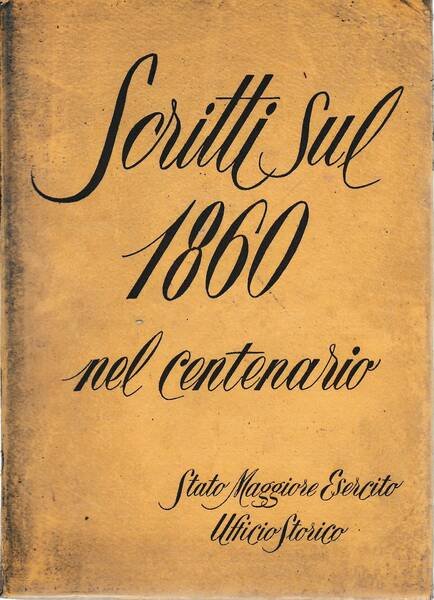 Scritti sul
1860
nel centenario
Stato Maggiore Esercito
Ufficio Storico